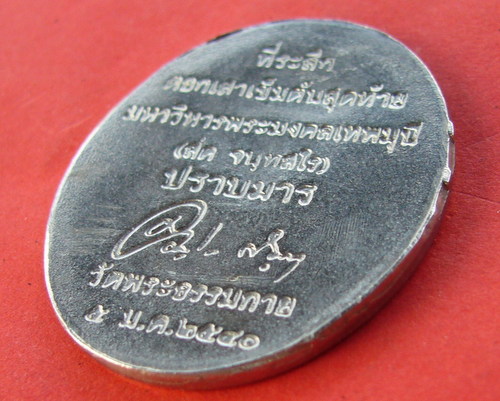 ที่ระลึก
ตอกเสาเข็มต้นสุดท้าย
มหาวิหารพระมงคลเทพมุนี
(สด จนฺทสโร)
ปราบมาร
วัดพระธรรมกาย
๕ ม.ค.๒๕๔๐